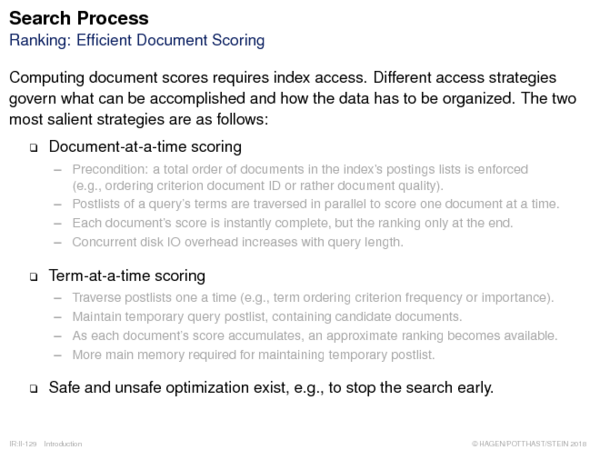 Search Process
Ranking: Efficient Document Scoring
Computing document scores requires index access. Different access strategies
govern what can be accomplished and how the data has to be organized. The two
most salient strategies are as follows:
❑ Document-at-a-time scoring
– Precondition: a total order of documents in the index's postings lists is enforced
(e.g., ordering criterion document ID or rather document quality).
– Postlists of a query's terms are traversed in parallel to score one document at a time.
– Each document's score is instantly complete, but the ranking only at the end.
– Concurrent disk IO overhead increases with query length.
❑ Term-at-a-time scoring
– Traverse postlists one a time (e.g., term ordering criterion frequency or importance).
– Maintain temporary query postlist, containing candidate documents.
– As each document's score accumulates, an approximate ranking becomes available.
– More main memory required for maintaining temporary postlist.
❑ Safe and unsafe optimization exist, e.g., to stop the search early.
Introduction © HAGEN/POTTHAST/STEIN 2018